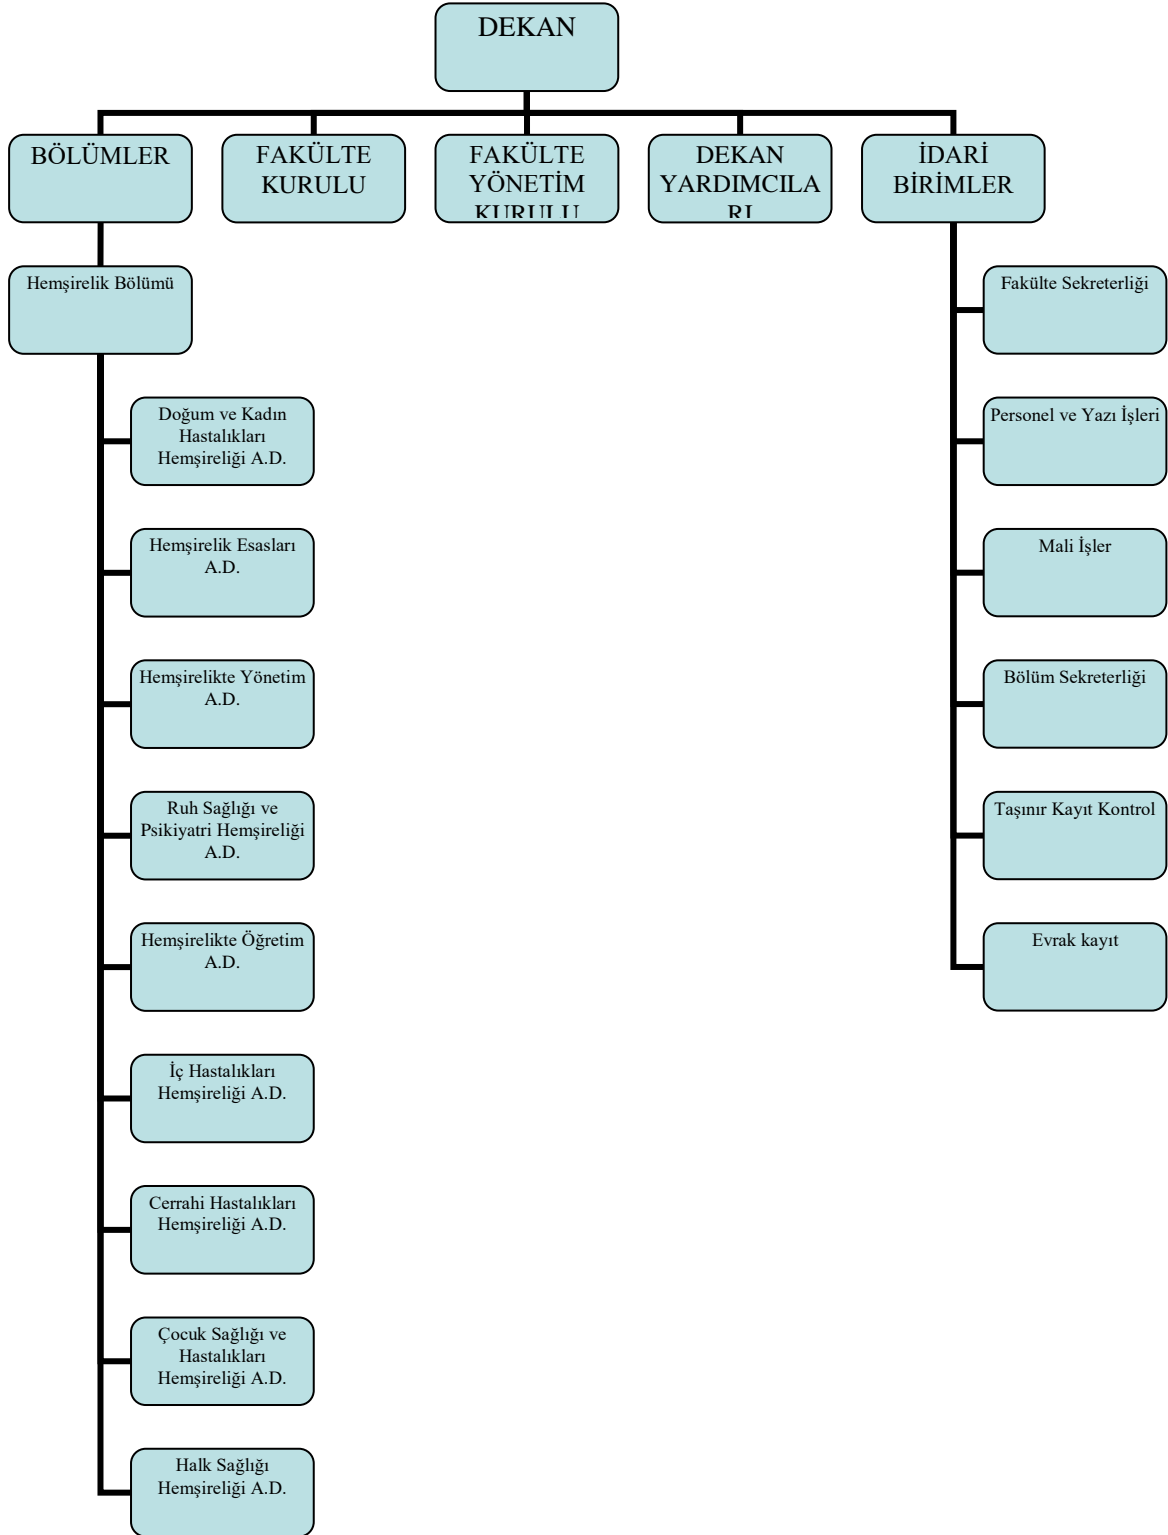 DEKAN
BÖLÜMLER
FAKÜLTE
KURULU
FAKÜLTE
YÖNETİM
KURULU
DEKAN
YARDIMCILA
RI
İDARİ
BİRİMLER
Hemşirelik Bölümü
Doğum ve Kadın
Hastalıkları
Hemşireliği A.D.
Hemşirelik Esasları
A.D.
Hemşirelikte Yönetim
A.D.
Ruh Sağlığı ve
Psikiyatri Hemşireliği
A.D.
Hemşirelikte Öğretim
A.D.
İç Hastalıkları
Hemşireliği A.D.
Cerrahi Hastalıkları
Hemşireliği A.D.
Çocuk Sağlığı ve
Hastalıkları
Hemşireliği A.D.
Halk Sağlığı
Hemşireliği A.D.
Fakülte Sekreterliği
Personel ve Yazı İşleri
Mali İşler
Bölüm Sekreterliği
Taşınır Kayıt Kontrol
Evrak kayıt